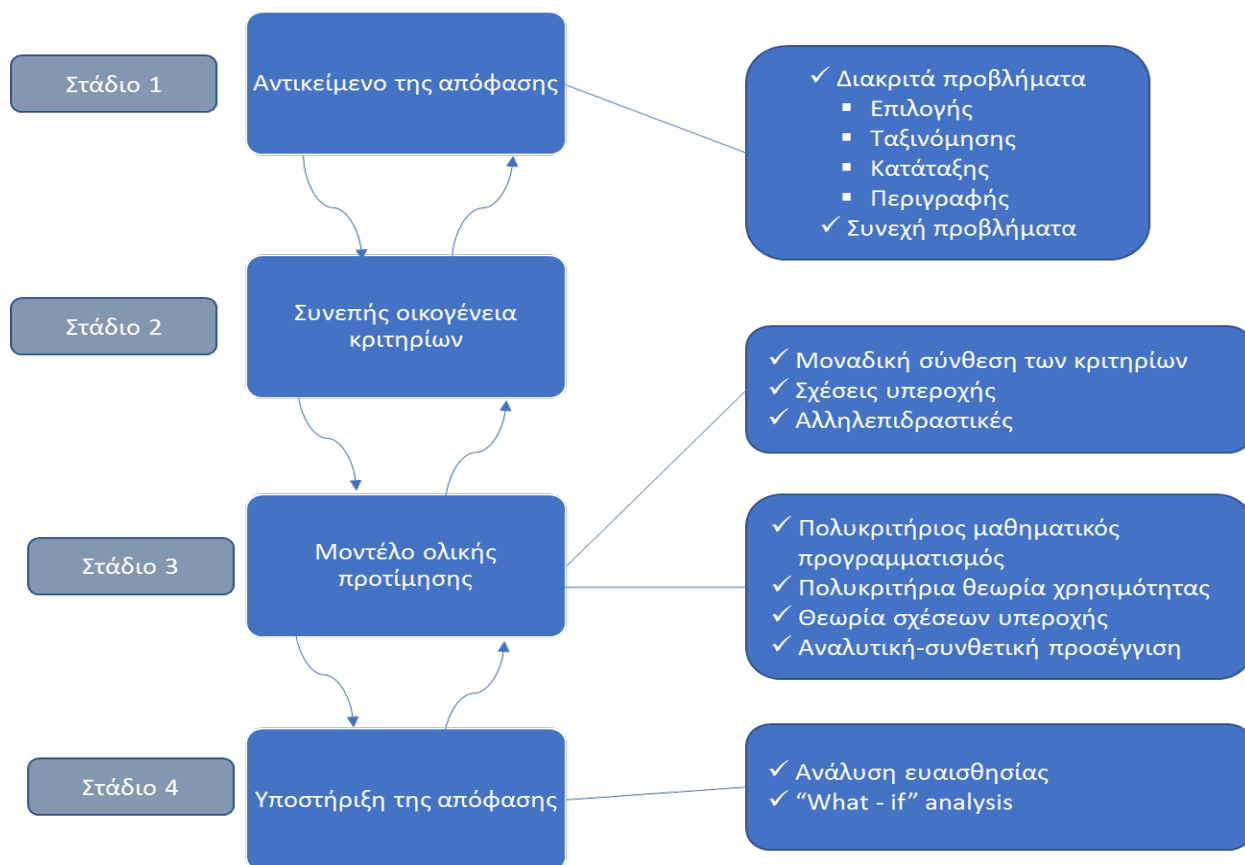 Στάδιο 1
Αντικείμενο της απόφασης
✓ Διακριτά προβλήματα
▪ Επιλογής
▪ Ταξινόμησης
▪ Κατάταξης
▪ Περιγραφής
✓ Συνεχή προβλήματα
Στάδιο 2
Συνεπής οικογένεια
κριτηρίων
✓ Μοναδική σύνθεση των κριτηρίων
✓ Σχέσεις υπεροχής
✓ Αλληλεπιδραστικές
Στάδιο 3
Μοντέλο ολικής
προτίμησης
✓ Πολυκριτήριος μαθηματικός
προγραμματισμός
✓ Πολυκριτήρια θεωρία χρησιμότητας
✓ Θεωρία σχέσεων υπεροχής
✓ Αναλυτική-συνθετική προσέγγιση
Στάδιο 4
Υποστήριξη της απόφασης
✓ Ανάλυση ευαισθησίας
✓ “What - if” analysis